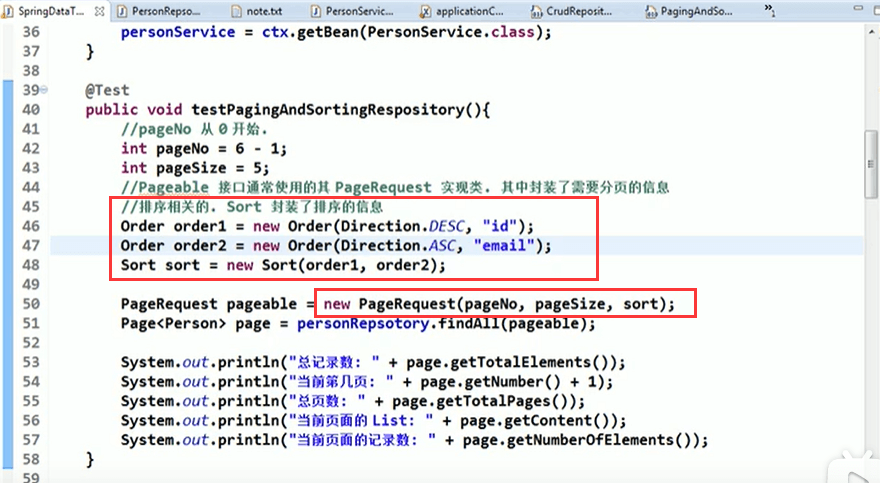 SpringDataT... PersonRepso... note.txt PersonServic... applicationC... CrudReposit... PagingAndSo... »1
36 personService = ctx.getBean(PersonService.class);
37 }
38
39 @Test
40 public void testPagingAndSortingRespository(){
41 //pageNo 从 0 开始.
42 int pageNo = 6 - 1;
43 int pageSize = 5;
44 //Pageable 接口通常使用的其 PageRequest 实现类. 其中封装了需要分页的信息
45 //排序相关的. Sort 封装了排序的信息
46 Order order1 = new Order(Direction.DESC, "id");
47 Order order2 = new Order(Direction.ASC, "email");
48 Sort sort = new Sort(order1, order2);
49
50 PageRequest pageable = new PageRequest(pageNo, pageSize, sort);
51 Page<Person> page = personRepsotory.findAll(pageable);
52
53 System.out.println("总记录数: " + page.getTotalElements());
54 System.out.println("当前第几页: " + page.getNumber() + 1);
55 System.out.println("总页数: " + page.getTotalPages());
56 System.out.println("当前页面的 List: " + page.getContent());
57 System.out.println("当前页面的记录数: " + page.getNumberOfElements());
58 }
59